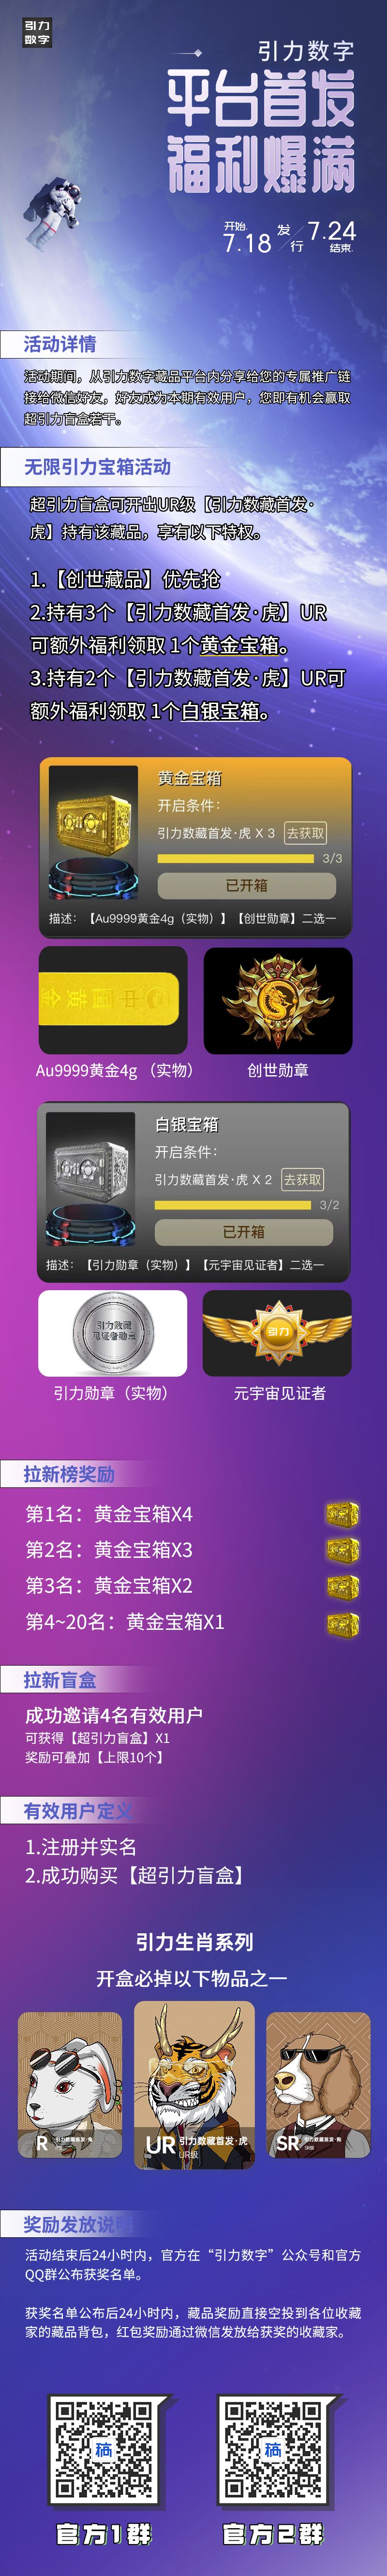 引力
数字
引力数字
平台首发
福利爆满
开始.
7.18
发
行
7.24
结束.
活动详情
活动期间，从引力数字藏品平台内分享给您的专属推广链
接给微信好友，好友成为本期有效用户，您即有机会赢取
超引力盲盒若干。
无限引力宝箱活动
超引力盲盒可开出UR级【引力数藏首发·
虎】持有该藏品，享有以下特权。
1.【创世藏品】优先抢
2.持有3个【引力数藏首发·虎】UR
可额外福利领取 1个黄金宝箱。
3.持有2个【引力数藏首发·虎】UR可
额外福利领取 1个白银宝箱。
黄金宝箱
开启条件：
引力数藏首发·虎 X 3
去获取
3/3
已开箱
描述：【Au9999黄金4g（实物）】【创世勋章】二选一
中国黄金
Au9999黄金4g （实物）
创世勋章
白银宝箱
开启条件：
引力数藏首发·虎 X 2
去获取
3/2
已开箱
描述：【引力勋章（实物）】【元宇宙见证者】二选一
引力数藏
见证者勋章
引力
引力勋章（实物）
元宇宙见证者
拉新榜奖励
第1名：黄金宝箱X4
第2名：黄金宝箱X3
第3名：黄金宝箱X2
第4~20名：黄金宝箱X1
拉新盲盒
成功邀请4名有效用户
可获得【超引力盲盒】X1
奖励可叠加【上限10个】
有效用户定义
1.注册并实名
2.成功购买【超引力盲盒】
引力生肖系列
开盒必掉以下物品之一
R
引力数藏首发·兔
UR
引力数藏首发·虎
UR级
SR
引力数藏首发·狗
SR级
奖励发放说明
活动结束后24小时内，官方在“引力数字”公众号和官方
QQ群公布获奖名单。
获奖名单公布后24小时内，藏品奖励直接空投到各位收藏
家的藏品背包，红包奖励通过微信发放给获奖的收藏家。
官方1群
官方2群